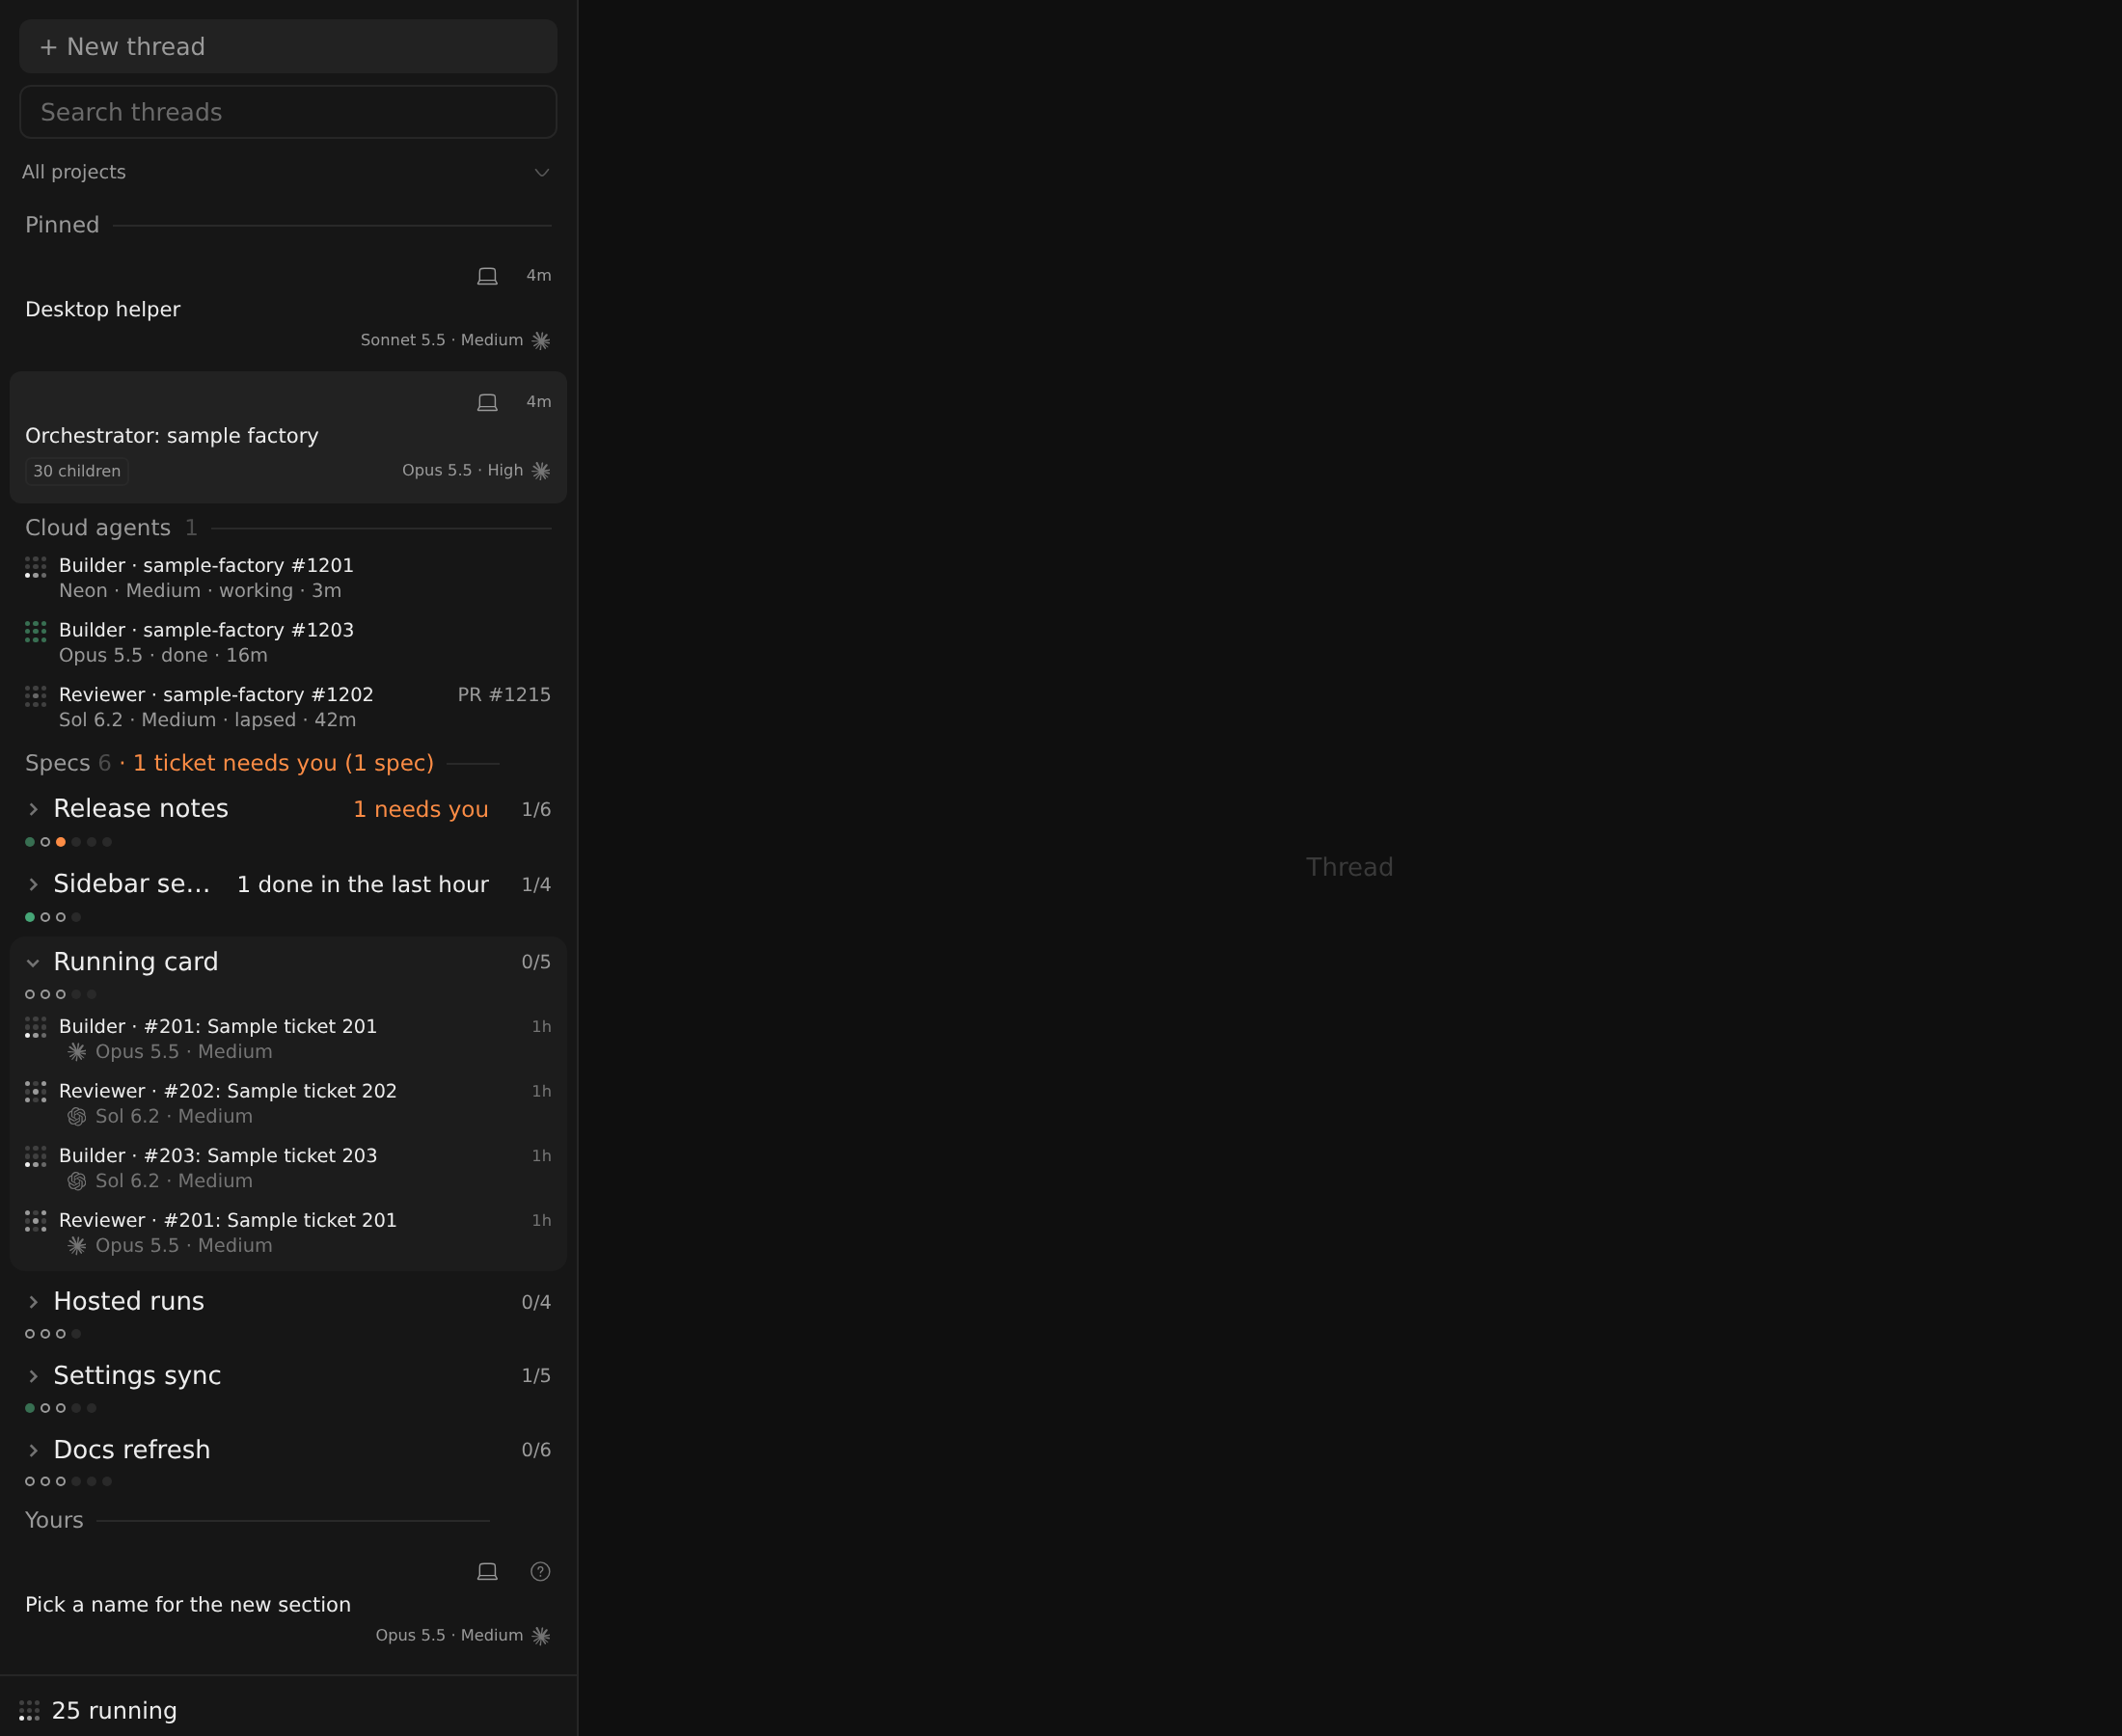 + New thread
Search threads
All projects
Pinned
4m
Desktop helper
Sonnet 5.5 · Medium
4m
Orchestrator: sample factory
30 children Opus 5.5 · High
Cloud agents 1
Builder · sample-factory #1201
Neon · Medium · working · 3m
Builder · sample-factory #1203
Opus 5.5 · done · 16m
Reviewer · sample-factory #1202 PR #1215
Sol 6.2 · Medium · lapsed · 42m
Specs 6 · 1 ticket needs you (1 spec)
Release notes 1 needs you 1/6
Sidebar se... 1 done in the last hour 1/4
Running card 0/5
Builder · #201: Sample ticket 201 1h
Opus 5.5 · Medium
Reviewer · #202: Sample ticket 202 1h
Sol 6.2 · Medium
Builder · #203: Sample ticket 203 1h
Sol 6.2 · Medium
Reviewer · #201: Sample ticket 201 1h
Opus 5.5 · Medium
Hosted runs 0/4
Settings sync 1/5
Docs refresh 0/6
Yours
?
Pick a name for the new section
Opus 5.5 · Medium
25 running
Thread